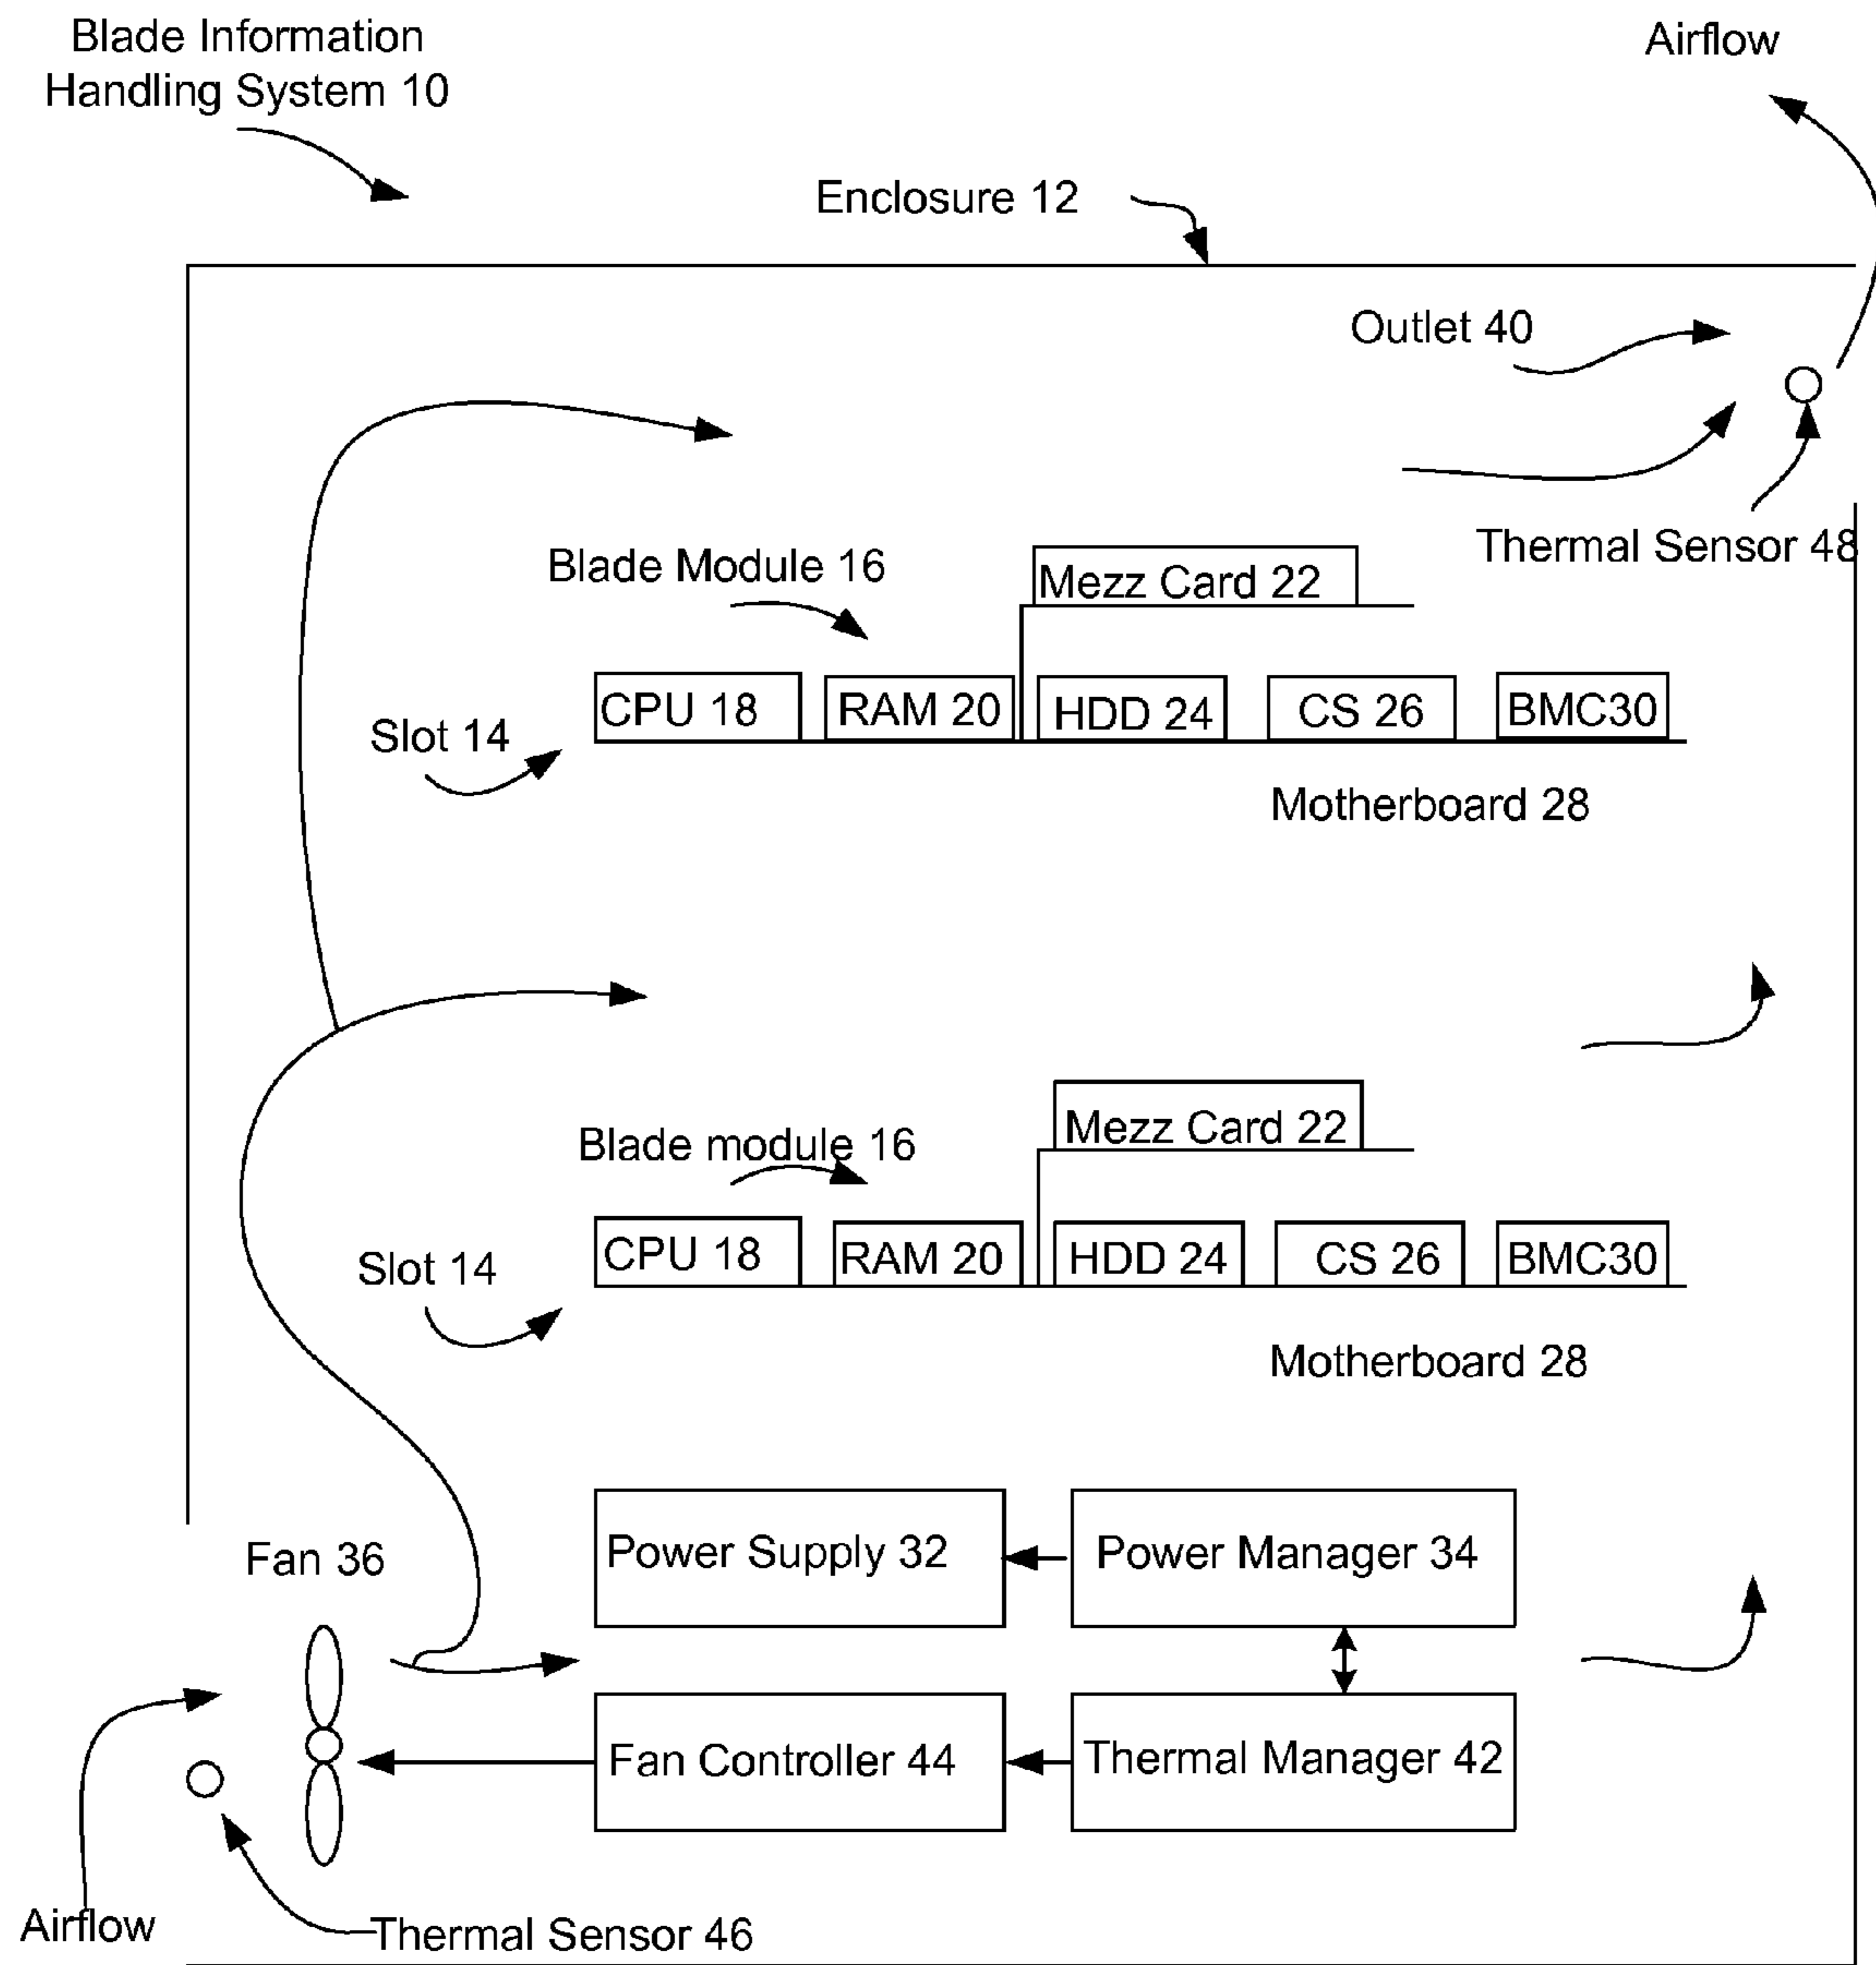 Blade Information
Handling System 10
Airflow
Enclosure 12
Outlet 40
Thermal Sensor 48
Blade Module 16
Mezz Card 22
CPU 18
RAM 20
HDD 24
CS 26
BMC30
Slot 14
Motherboard 28
Blade module 16
Mezz Card 22
CPU 18
RAM 20
HDD 24
CS 26
BMC30
Slot 14
Motherboard 28
Fan 36
Power Supply 32
Power Manager 34
Fan Controller 44
Thermal Manager 42
Airflow
Thermal Sensor 46